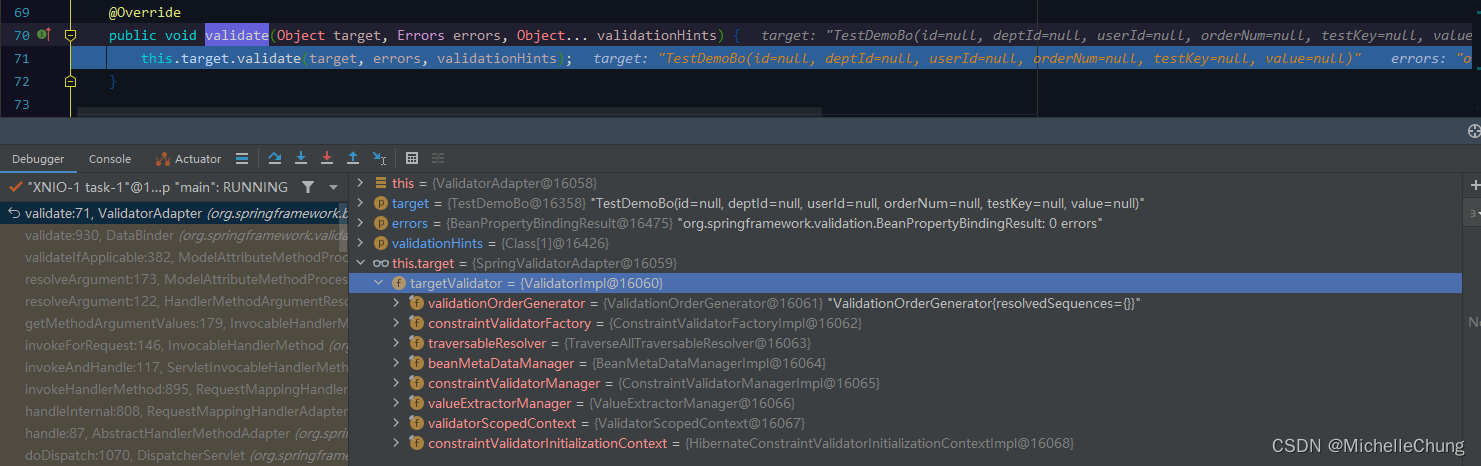 69 @Override
70 public void validate(Object target, Errors errors, Object... validationHints) { target: "TestDemoBo(id=null, deptId=null, userId=null, orderNum=null, testKey=null, value
71 this.target.validate(target, errors, validationHints); target: "TestDemoBo(id=null, deptId=null, userId=null, orderNum=null, testKey=null, value=null)" errors: "o
72 }
73
Debugger Console Actuator
"XNIO-1 task-1"@1...p "main": RUNNING
validate:71, ValidatorAdapter (org.springframework.b
validate:930, DataBinder (org.springframework.valida
validateIfApplicable:382, ModelAttributeMethodProc
resolveArgument:173, ModelAttributeMethodProces
resolveArgument:122, HandlerMethodArgumentReso
getMethodArgumentValues:179, InvocableHandlerM
invokeForRequest:146, InvocableHandlerMethod (org
invokeAndHandle:117, ServletInvocableHandlerMet
invokeHandlerMethod:895, RequestMappingHandler
handleInternal:808, RequestMappingHandlerAdapter
handle:87, AbstractHandlerMethodAdapter (org.sprin
doDispatch:1070, DispatcherServlet (org.springframe
this = {ValidatorAdapter@16058}
target = {TestDemoBo@16358} "TestDemoBo(id=null, deptId=null, userId=null, orderNum=null, testKey=null, value=null)"
errors = {BeanPropertyBindingResult@16475} "org.springframework.validation.BeanPropertyBindingResult: 0 errors"
validationHints = {Class[1]@16426}
this.target = {SpringValidatorAdapter@16059}
targetValidator = {ValidatorImpl@16060}
validationOrderGenerator = {ValidationOrderGenerator@16061} "ValidationOrderGenerator{resolvedSequences={}}"
constraintValidatorFactory = {ConstraintValidatorFactoryImpl@16062}
traversableResolver = {TraverseAllTraversableResolver@16063}
beanMetaDataManager = {BeanMetaDataManagerImpl@16064}
constraintValidatorManager = {ConstraintValidatorManagerImpl@16065}
valueExtractorManager = {ValueExtractorManager@16066}
validatorScopedContext = {ValidatorScopedContext@16067}
constraintValidatorInitializationContext = {HibernateConstraintValidatorInitializationContextImpl@16068}
CSDN @MichelleChung